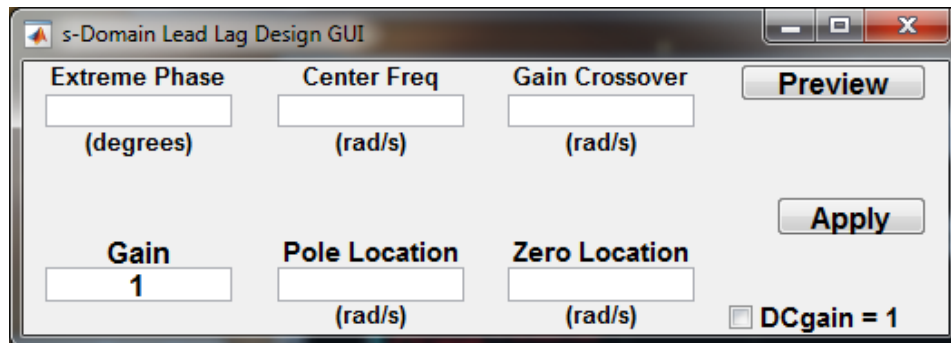 s-Domain Lead Lag Design GUI
Extreme Phase Center Freq Gain Crossover Preview
(degrees) (rad/s) (rad/s)
Apply
Gain Pole Location Zero Location
1
(rad/s) (rad/s) DCgain = 1